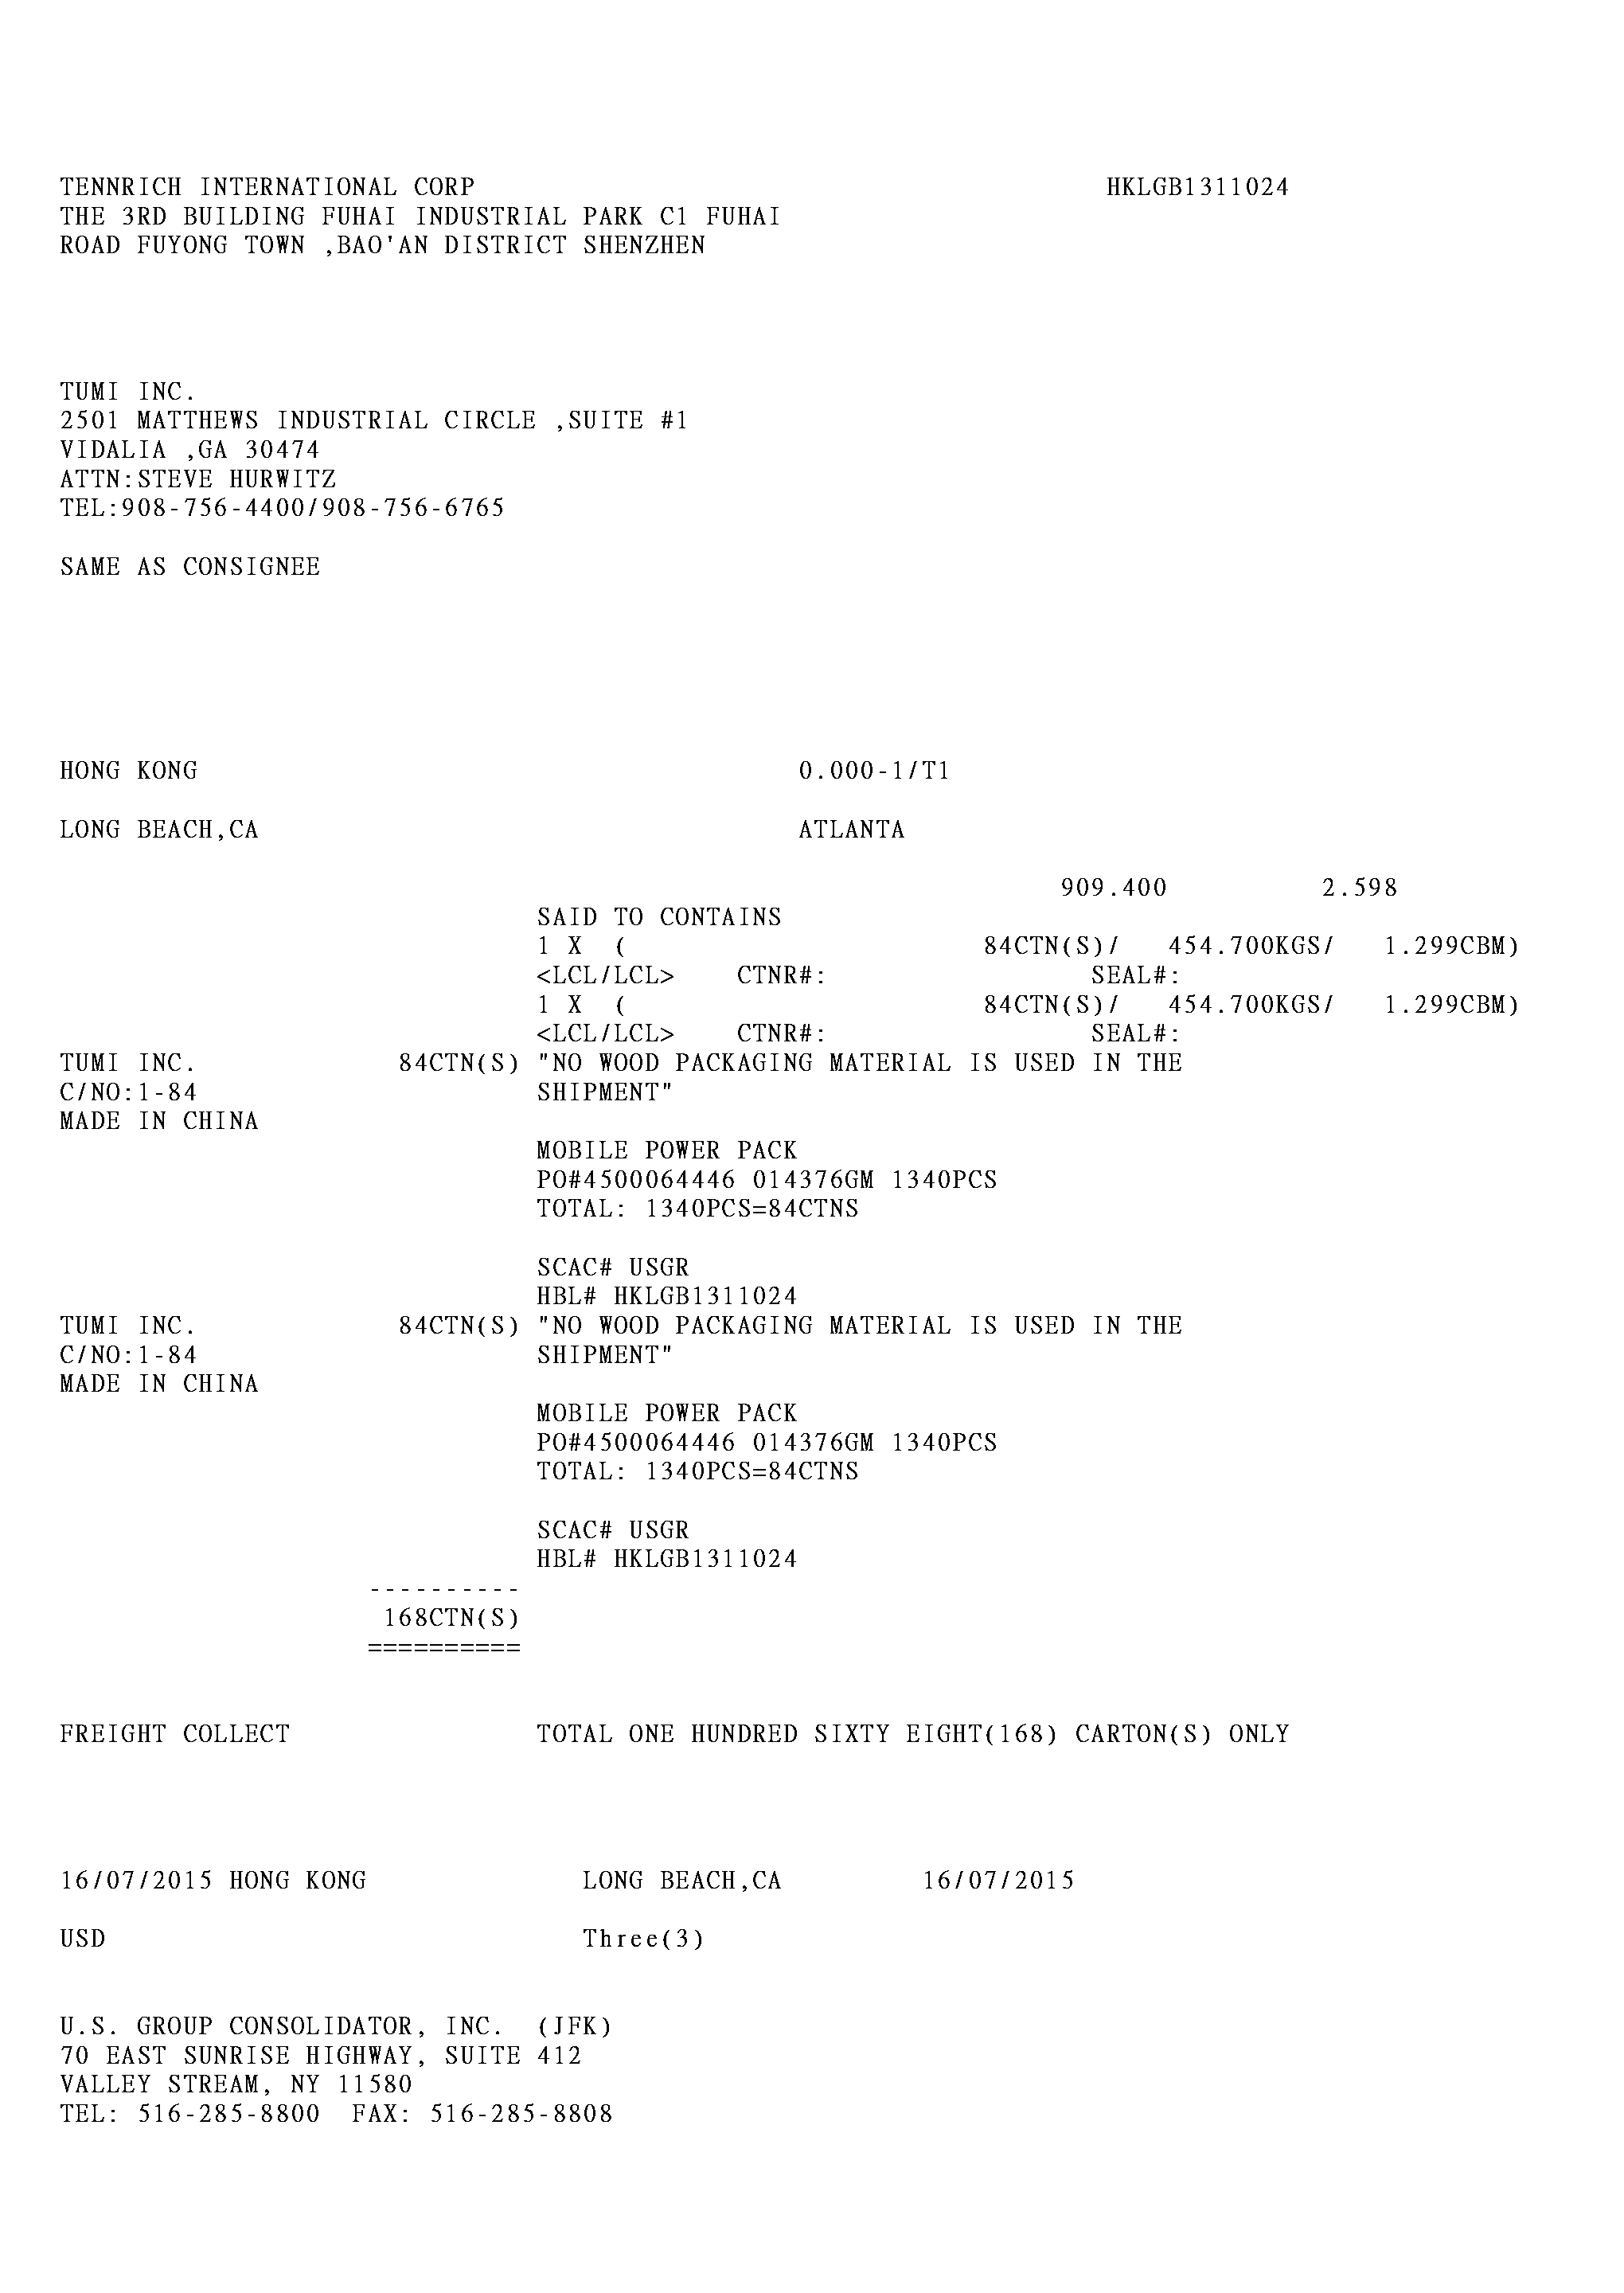 TENNRICH INTERNATIONAL CORP HKLGB1311024
THE 3RD BUILDING FUHAI INDUSTRIAL PARK C1 FUHAI
ROAD FUYONG TOWN ,BAO'AN DISTRICT SHENZHEN
TUMI INC.
2501 MATTHEWS INDUSTRIAL CIRCLE ,SUITE #1
VIDALIA ,GA 30474
ATTN:STEVE HURWITZ
TEL:908-756-4400/908-756-6765
SAME AS CONSIGNEE
HONG KONG 0.000-1/T1
LONG BEACH,CA ATLANTA
909.400 2.598
SAID TO CONTAINS
1 X ( 84CTN(S)/ 454.700KGS/ 1.299CBM)
<LCL/LCL> CTNR#: SEAL#:
1 X ( 84CTN(S)/ 454.700KGS/ 1.299CBM)
<LCL/LCL> CTNR#: SEAL#:
TUMI INC. 84CTN(S) "NO WOOD PACKAGING MATERIAL IS USED IN THE
C/NO:1-84 SHIPMENT"
MADE IN CHINA
MOBILE POWER PACK
PO#4500064446 014376GM 1340PCS
TOTAL: 1340PCS=84CTNS
SCAC# USGR
HBL# HKLGB1311024
TUMI INC. 84CTN(S) "NO WOOD PACKAGING MATERIAL IS USED IN THE
C/NO:1-84 SHIPMENT"
MADE IN CHINA
MOBILE POWER PACK
PO#4500064446 014376GM 1340PCS
TOTAL: 1340PCS=84CTNS
SCAC# USGR
HBL# HKLGB1311024
----------
168CTN(S)
==========
FREIGHT COLLECT TOTAL ONE HUNDRED SIXTY EIGHT(168) CARTON(S) ONLY
16/07/2015 HONG KONG LONG BEACH,CA 16/07/2015
USD Three(3)
U.S. GROUP CONSOLIDATOR, INC. (JFK)
70 EAST SUNRISE HIGHWAY, SUITE 412
VALLEY STREAM, NY 11580
TEL: 516-285-8800 FAX: 516-285-8808